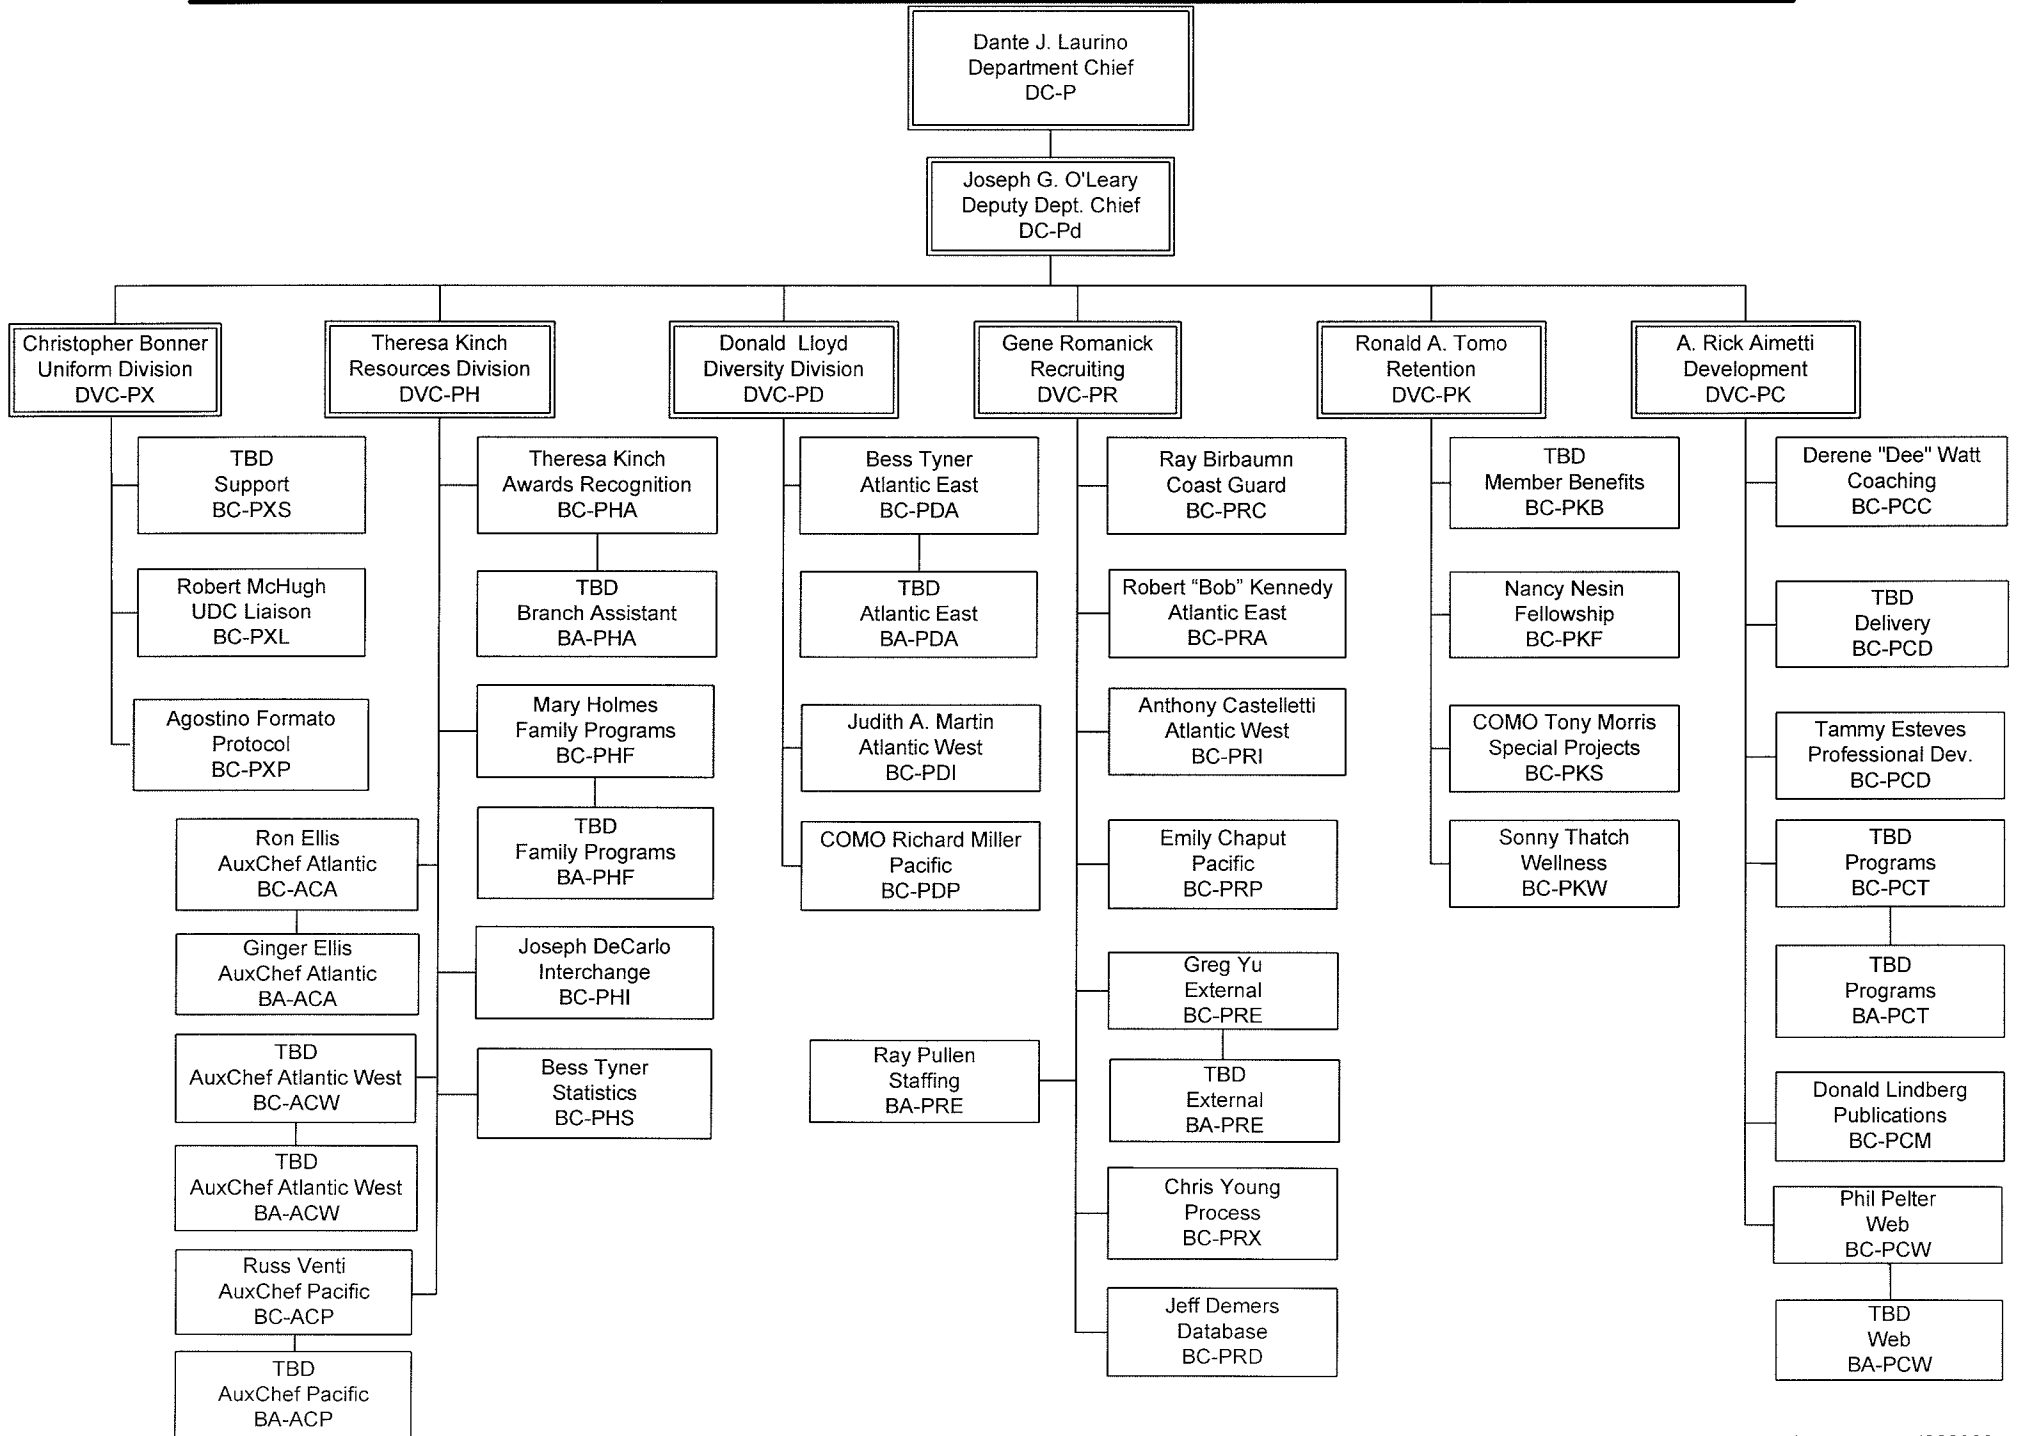 Dante J. Laurino
Department Chief
DC-P
Joseph G. O'Leary
Deputy Dept. Chief
DC-Pd
Christopher Bonner
Uniform Division
DVC-PX
Theresa Kinch
Resources Division
DVC-PH
Donald Lloyd
Diversity Division
DVC-PD
Gene Romanick
Recruiting
DVC-PR
Ronald A. Tomo
Retention
DVC-PK
A. Rick Aimetti
Development
DVC-PC
TBD
Support
BC-PXS
Robert McHugh
UDC Liaison
BC-PXL
Agostino Formato
Protocol
BC-PXP
Ron Ellis
AuxChef Atlantic
BC-ACA
Ginger Ellis
AuxChef Atlantic
BA-ACA
TBD
AuxChef Atlantic West
BC-ACW
TBD
AuxChef Atlantic West
BA-ACW
Russ Venti
AuxChef Pacific
BC-ACP
TBD
AuxChef Pacific
BA-ACP
Theresa Kinch
Awards Recognition
BC-PHA
TBD
Branch Assistant
BA-PHA
Mary Holmes
Family Programs
BC-PHF
TBD
Family Programs
BA-PHF
Joseph DeCarlo
Interchange
BC-PHI
Bess Tyner
Statistics
BC-PHS
Bess Tyner
Atlantic East
BC-PDA
TBD
Atlantic East
BA-PDA
Judith A. Martin
Atlantic West
BC-PDI
COMO Richard Miller
Pacific
BC-PDP
Ray Pullen
Staffing
BA-PRE
Ray Birbaumn
Coast Guard
BC-PRC
Robert “Bob” Kennedy
Atlantic East
BC-PRA
Anthony Castelletti
Atlantic West
BC-PRI
Emily Chaput
Pacific
BC-PRP
Greg Yu
External
BC-PRE
TBD
External
BA-PRE
Chris Young
Process
BC-PRX
Jeff Demers
Database
BC-PRD
TBD
Member Benefits
BC-PKB
Nancy Nesin
Fellowship
BC-PKF
COMO Tony Morris
Special Projects
BC-PKS
Sonny Thatch
Wellness
BC-PKW
Derene "Dee" Watt
Coaching
BC-PCC
TBD
Delivery
BC-PCD
Tammy Esteves
Professional Dev.
BC-PCD
TBD
Programs
BC-PCT
TBD
Programs
BA-PCT
Donald Lindberg
Publications
BC-PCM
Phil Pelter
Web
BC-PCW
TBD
Web
BA-PCW